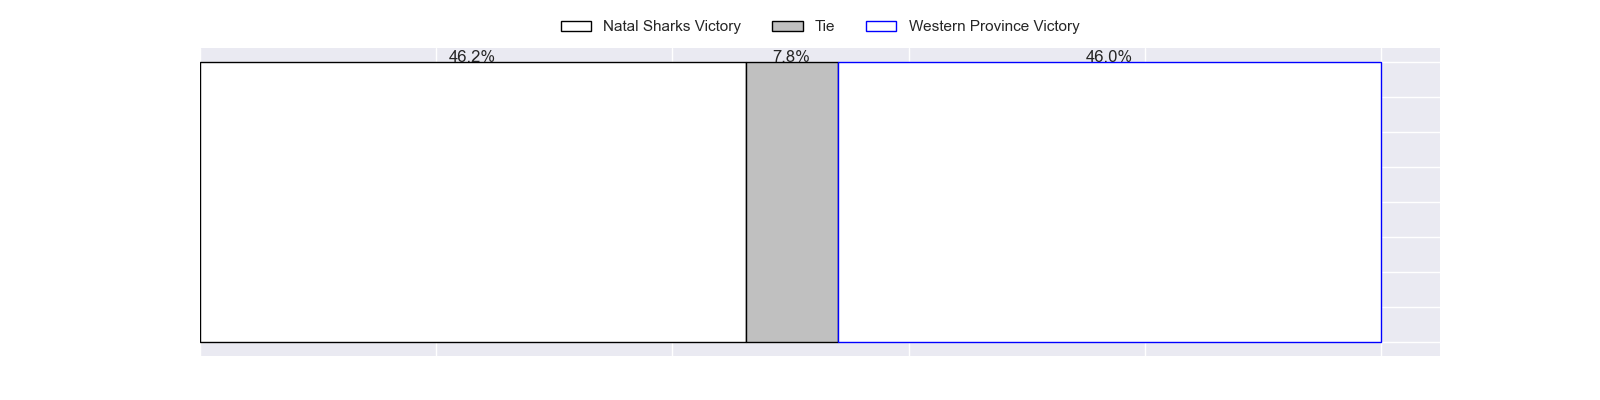 Natal Sharks Victory Tie Western Province Victory
46.2% 7.8% 46.0%